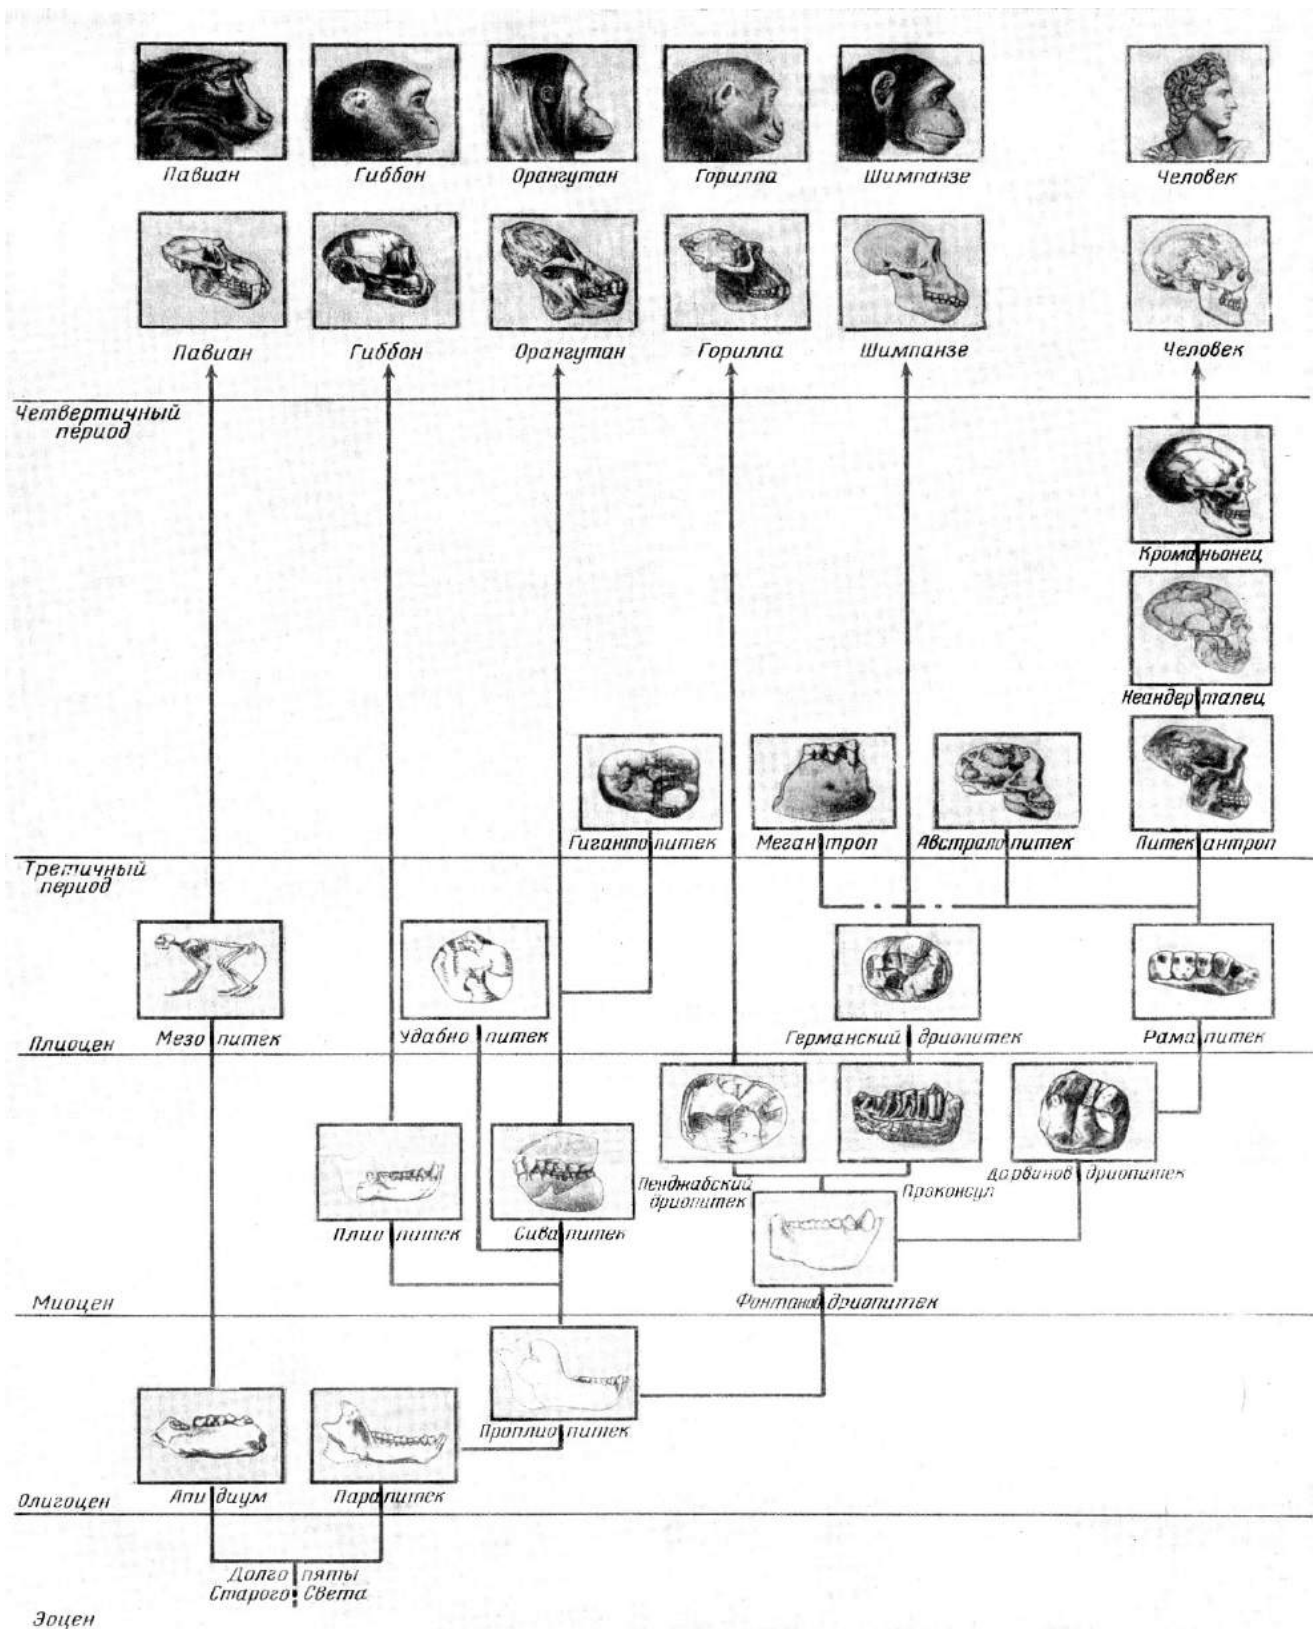 Павиан
Гиббон
Орангутан
Горилла
Шимпанзе
Человек
Павиан
Гиббон
Орангутан
Горилла
Шимпанзе
Человек
Четвертичный
период
Кроманьонец
Неандерталец
Гигантопитек
Мегантроп
Австралопитек
Питекантроп
Третичный
период
Мезопитек
Удабнопитек
Германский дриопитек
Рамапитек
Плиоцен
Пенджабский
дриопитек
Проконсул
Дарвинов дриопитек
Плиопитек
Сивапитек
Миоцен
Фонтанов дриопитек
Проплиопитек
Апидиум
Парапитек
Олигоцен
Долгопяты
Старого Света
Эоцен